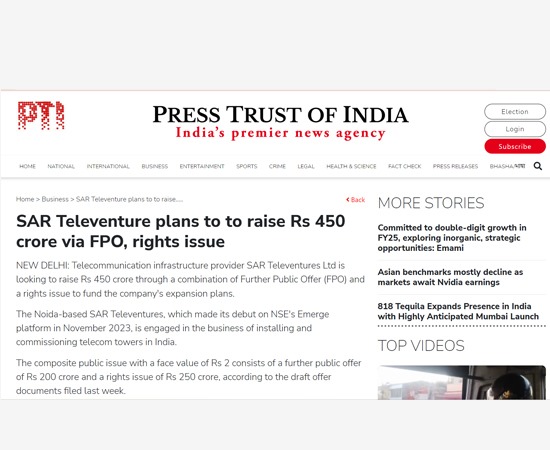 PTI
PRESS TRUST OF INDIA
India's premier news agency
Election
Login
Subscribe
HOME NATIONAL INTERNATIONAL BUSINESS ENTERTAINMENT SPORTS CRIME LEGAL HEALTH & SCIENCE FACT CHECK PRESS RELEASES BHASHA/भाषा
Home > Business > SAR Televenture plans to to raise.....
Back
SAR Televenture plans to to raise Rs 450
crore via FPO, rights issue
NEW DELHI: Telecommunication infrastructure provider SAR Televentures Ltd is
looking to raise Rs 450 crore through a combination of Further Public Offer (FPO) and
a rights issue to fund the company's expansion plans.
The Noida-based SAR Televentures, which made its debut on NSE's Emerge
platform in November 2023, is engaged in the business of installing and
commissioning telecom towers in India.
The composite public issue with a face value of Rs 2 consists of a further public offer
of Rs 200 crore and a rights issue of Rs 250 crore, according to the draft offer
documents filed last week.
MORE STORIES
Committed to double-digit growth in
FY25, exploring inorganic, strategic
opportunities: Emami
Asian benchmarks mostly decline as
markets await Nvidia earnings
818 Tequila Expands Presence in India
with Highly Anticipated Mumbai Launch
TOP VIDEOS